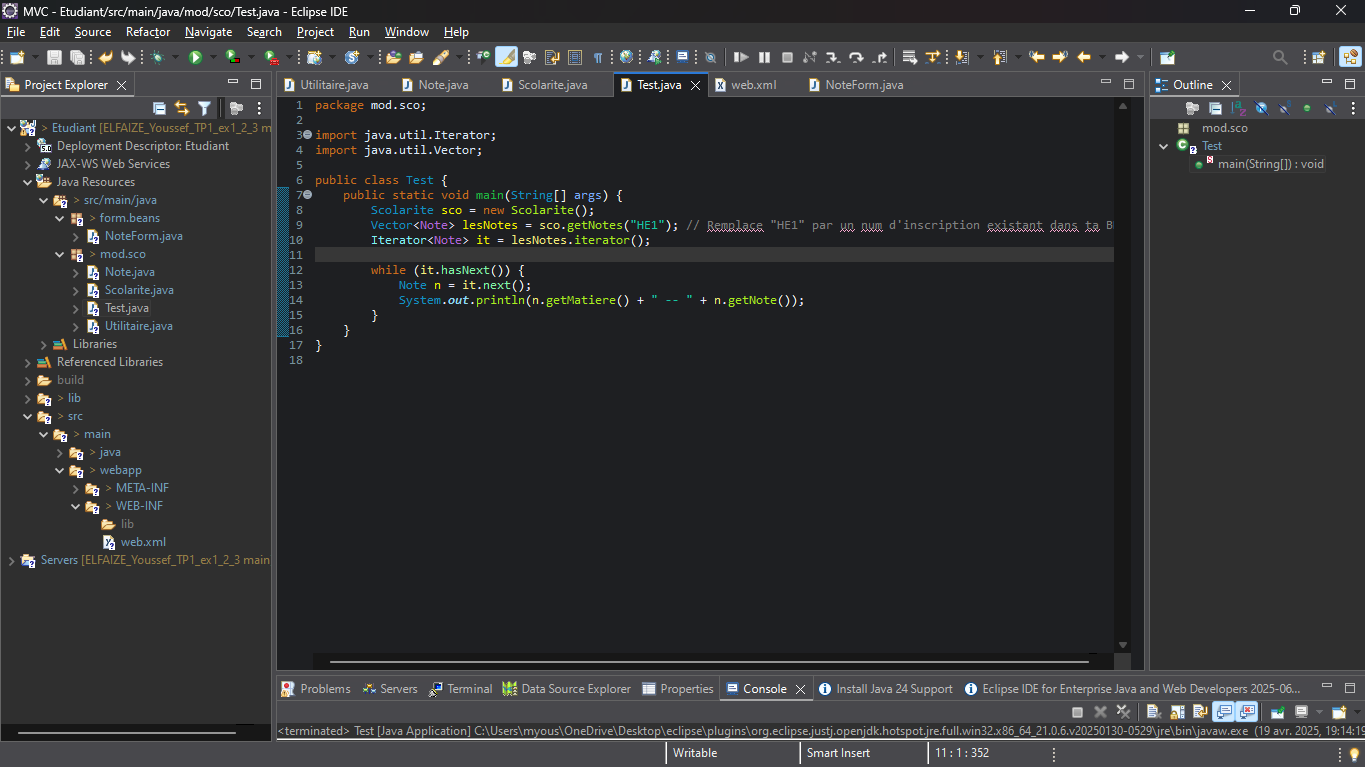 MVC - Etudiant/src/main/java/mod/sco/Test.java - Eclipse IDE
File Edit Source Refactor Navigate Search Project Run Window Help
Project Explorer
> Etudiant [ELFAIZE_Youssef_TP1_ex1_2_3 m
Deployment Descriptor: Etudiant
JAX-WS Web Services
Java Resources
> src/main/java
> form.beans
NoteForm.java
> mod.sco
Note.java
Scolarite.java
Test.java
Utilitaire.java
Libraries
Referenced Libraries
build
> lib
> src
> main
> java
> webapp
> META-INF
> WEB-INF
lib
web.xml
Servers [ELFAIZE_Youssef_TP1_ex1_2_3 main
Utilitaire.java Note.java Scolarite.java Test.java web.xml NoteForm.java
1 package mod.sco;
2
3 import java.util.Iterator;
4 import java.util.Vector;
5
6 public class Test {
7 public static void main(String[] args) {
8 Scolarite sco = new Scolarite();
9 Vector<Note> lesNotes = sco.getNotes("HE1"); // Remplace "HE1" par un num d'inscription existant dans ta B
10 Iterator<Note> it = lesNotes.iterator();
11
12 while (it.hasNext()) {
13 Note n = it.next();
14 System.out.println(n.getMatiere() + " -- " + n.getNote());
15 }
16 }
17 }
18
Outline
mod.sco
Test
main(String[]) : void
Problems Servers Terminal Data Source Explorer Properties Console Install Java 24 Support Eclipse IDE for Enterprise Java and Web Developers 2025-06...
<terminated> Test [Java Application] C:\Users\myous\OneDrive\Desktop\eclipse\plugins\org.eclipse.justj.openjdk.hotspot.jre.full.win32.x86_64_21.0.6.v20250130-0529\jre\bin\javaw.exe (19 avr. 2025, 19:14:19
Writable Smart Insert 11 : 1 : 352